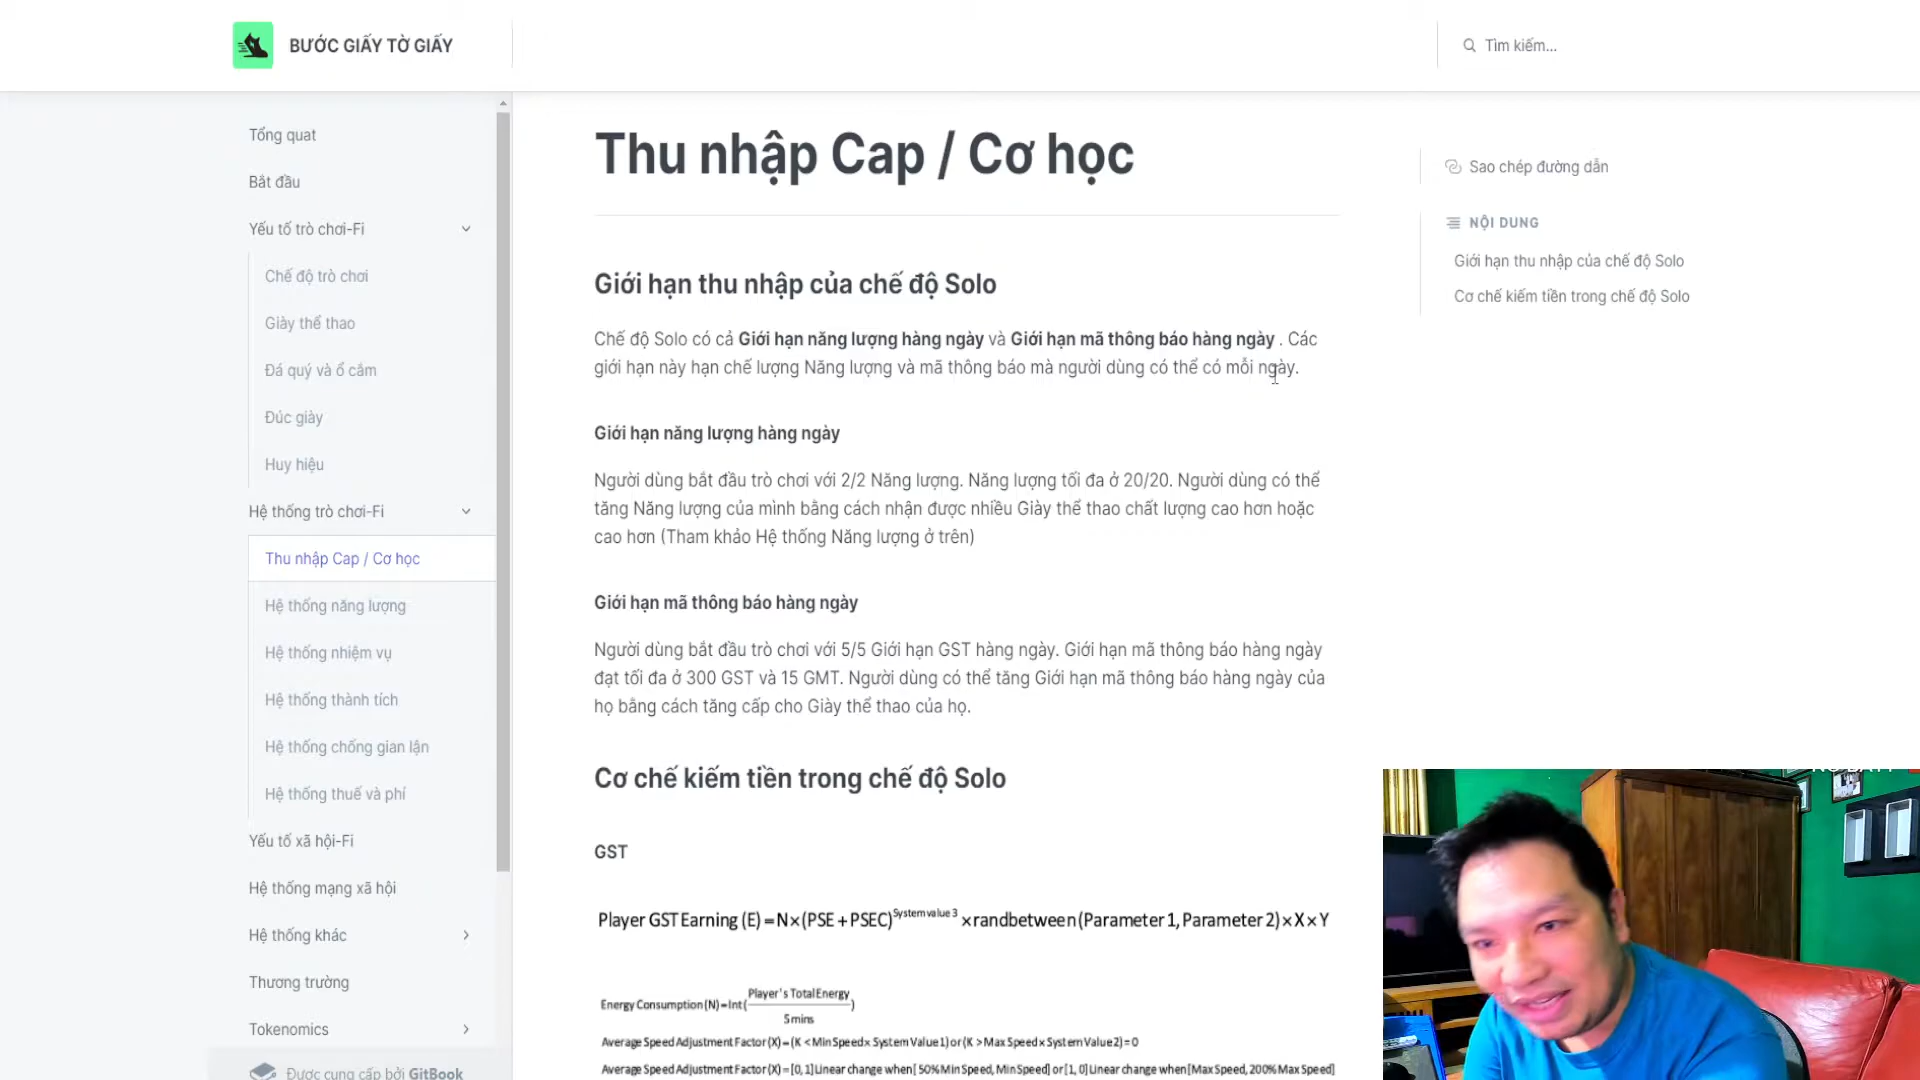 BƯỚC GIẤY TỜ GIẤY
Tìm kiếm...
Tổng quat
Bắt đầu
Yếu tố trò chơi-Fi
Chế độ trò chơi
Giày thể thao
Đá quý và ổ cắm
Đúc giày
Huy hiệu
Hệ thống trò chơi-Fi
Thu nhập Cap / Cơ học
Hệ thống năng lượng
Hệ thống nhiệm vụ
Hệ thống thành tích
Hệ thống chống gian lận
Hệ thống thuế và phí
Yếu tố xã hội-Fi
Hệ thống mạng xã hội
Hệ thống khác
Thương trường
Tokenomics
Được cung cấp bởi GitBook
Thu nhập Cap / Cơ học
Giới hạn thu nhập của chế độ Solo
Chế độ Solo có cả Giới hạn năng lượng hàng ngày và Giới hạn mã thông báo hàng ngày . Các
giới hạn này hạn chế lượng Năng lượng và mã thông báo mà người dùng có thể có mỗi ngày.
Giới hạn năng lượng hàng ngày
Người dùng bắt đầu trò chơi với 2/2 Năng lượng. Năng lượng tối đa ở 20/20. Người dùng có thể
tăng Năng lượng của mình bằng cách nhận được nhiều Giày thể thao chất lượng cao hơn hoặc
cao hơn (Tham khảo Hệ thống Năng lượng ở trên)
Giới hạn mã thông báo hàng ngày
Người dùng bắt đầu trò chơi với 5/5 Giới hạn GST hàng ngày. Giới hạn mã thông báo hàng ngày
đạt tối đa ở 300 GST và 15 GMT. Người dùng có thể tăng Giới hạn mã thông báo hàng ngày của
họ bằng cách tăng cấp cho Giày thể thao của họ.
Cơ chế kiếm tiền trong chế độ Solo
GST
Player GST Earning (E) = N × (PSE + PSEC)^System value 3 × randbetween (Parameter 1, Parameter 2) × X × Y
Energy Consumption (N) = Int (Player's Total Energy / 5 mins)
Average Speed Adjustment Factor (X) = (K < Min Speed × System Value 1) or (K > Max Speed × System Value 2) = 0
Average Speed Adjustment Factor (X) = [0, 1] Linear change when [ 50% Min Speed, Min Speed] or [1, 0] Linear change when [Max Speed, 200% Max Speed]
Sao chép đường dẫn
NỘI DUNG
Giới hạn thu nhập của chế độ Solo
Cơ chế kiếm tiền trong chế độ Solo